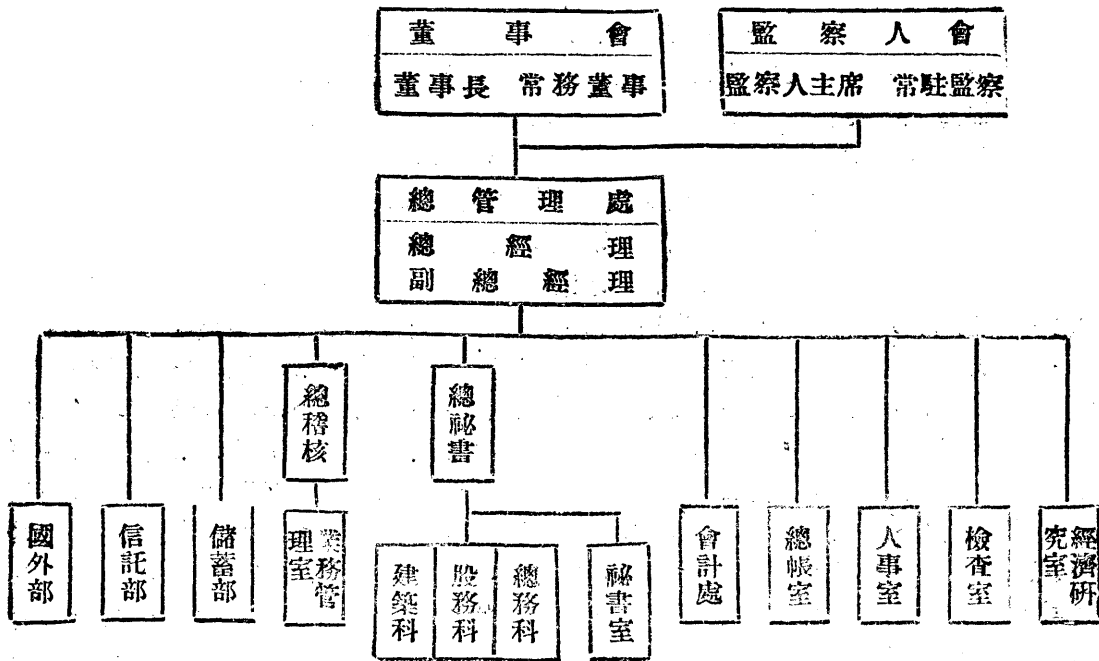 董事會
董事長 常務董事
監察人會
監察人主席 常駐監察
總管理處
總經理
副總經理
總稽核
總祕書
國外部
信託部
儲蓄部
業務管
理室
建築科
股務科
總務科
祕書室
會計處
總帳室
人事室
檢查室
經濟研
究室